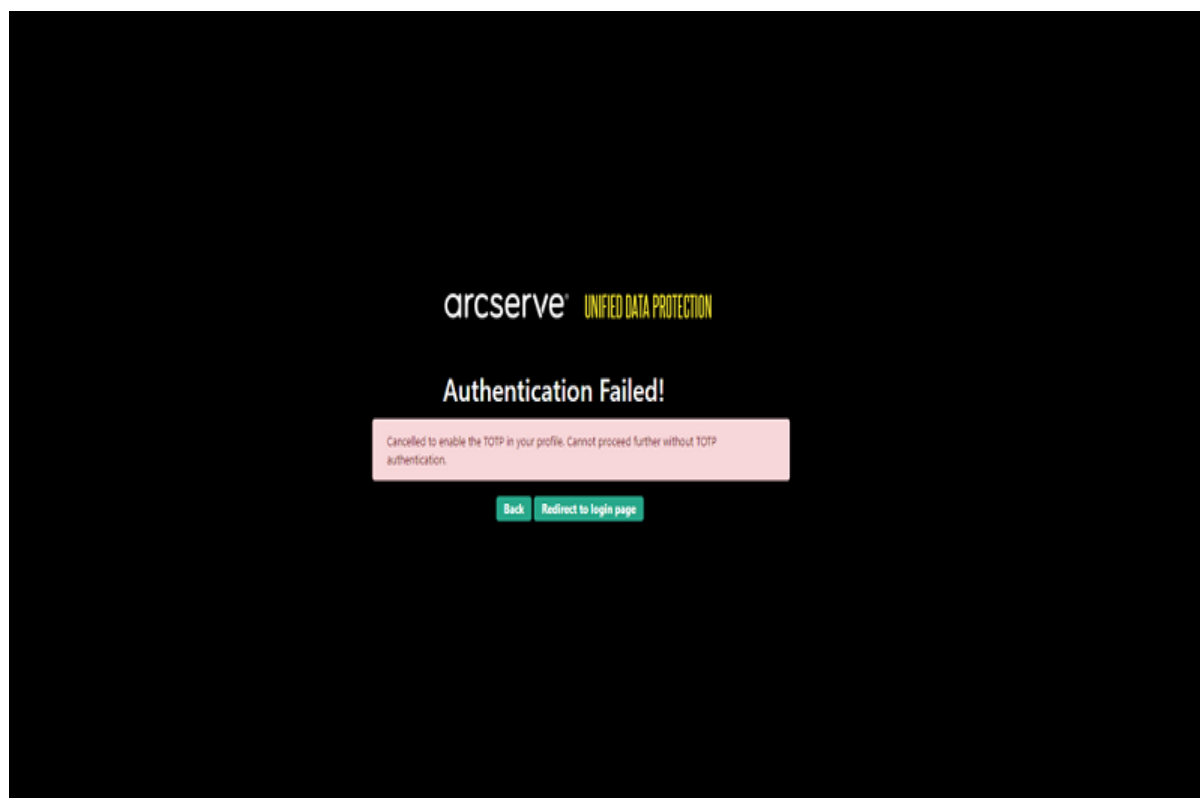 arcserve® UNIFIED DATA PROTECTION
Authentication Failed!
Cancelled to enable the TOTP in your profile. Cannot proceed further without TOTP
authentication.
Back Redirect to login page